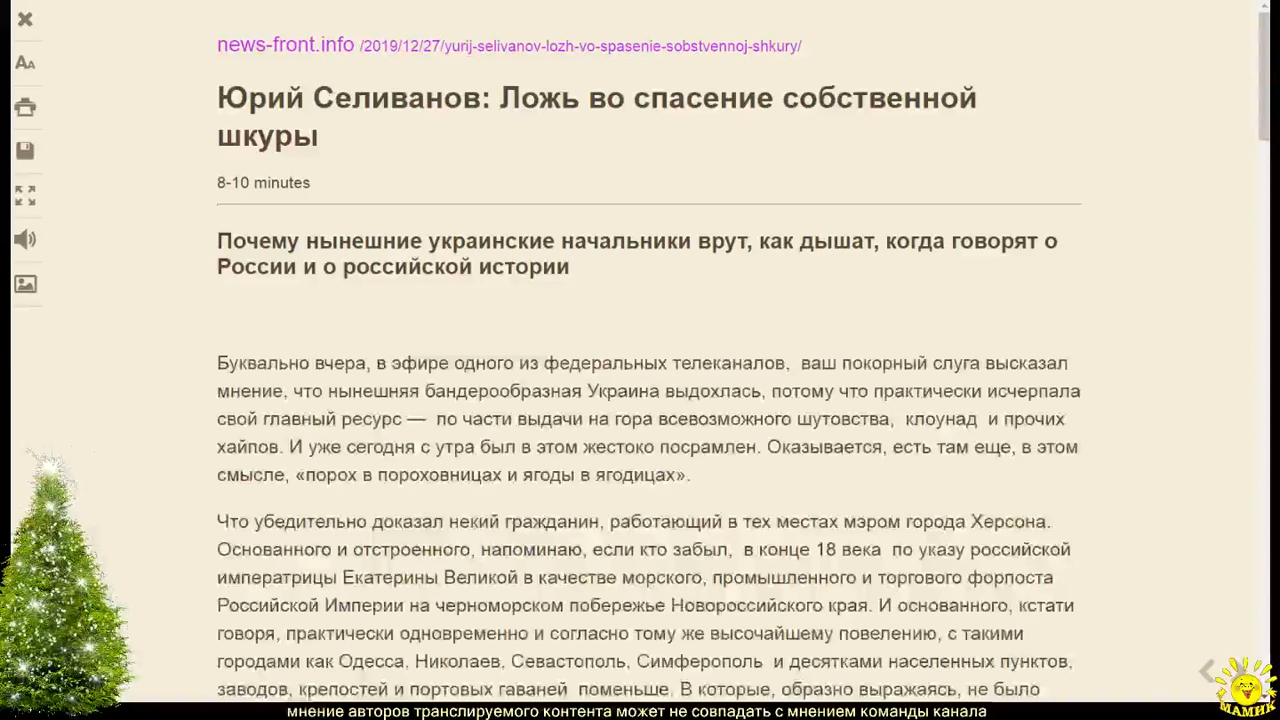 news-front.info /2019/12/27/yurij-selivanov-lozh-vo-spasenie-sobstvennoj-shkury/
Юрий Селиванов: Ложь во спасение собственной
шкуры
8-10 minutes
Почему нынешние украинские начальники врут, как дышат, когда говорят о
России и о российской истории
Буквально вчера, в эфире одного из федеральных телеканалов, ваш покорный слуга высказал
мнение, что нынешняя бандерообразная Украина выдохлась, потому что практически исчерпала
свой главный ресурс — по части выдачи на гора всевозможного шутовства, клоунад и прочих
хайпов. И уже сегодня с утра был в этом жестоко посрамлен. Оказывается, есть там еще, в этом
смысле, «порох в пороховницах и ягоды в ягодицах».
Что убедительно доказал некий гражданин, работающий в тех местах мэром города Херсона.
Основанного и отстроенного, напоминаю, если кто забыл, в конце 18 века по указу российской
императрицы Екатерины Великой в качестве морского, промышленного и торгового форпоста
Российской Империи на черноморском побережье Новороссийского края. И основанного, кстати
говоря, практически одновременно и согласно тому же высочайшему повелению, с такими
городами как Одесса, Николаев, Севастополь, Симферополь и десятками населенных пунктов,
заводов, крепостей и портовых гаваней поменьше. В которые, образно выражаясь, не было
МАМИК
мнение авторов транслируемого контента может не совпадать с мнением команды канала